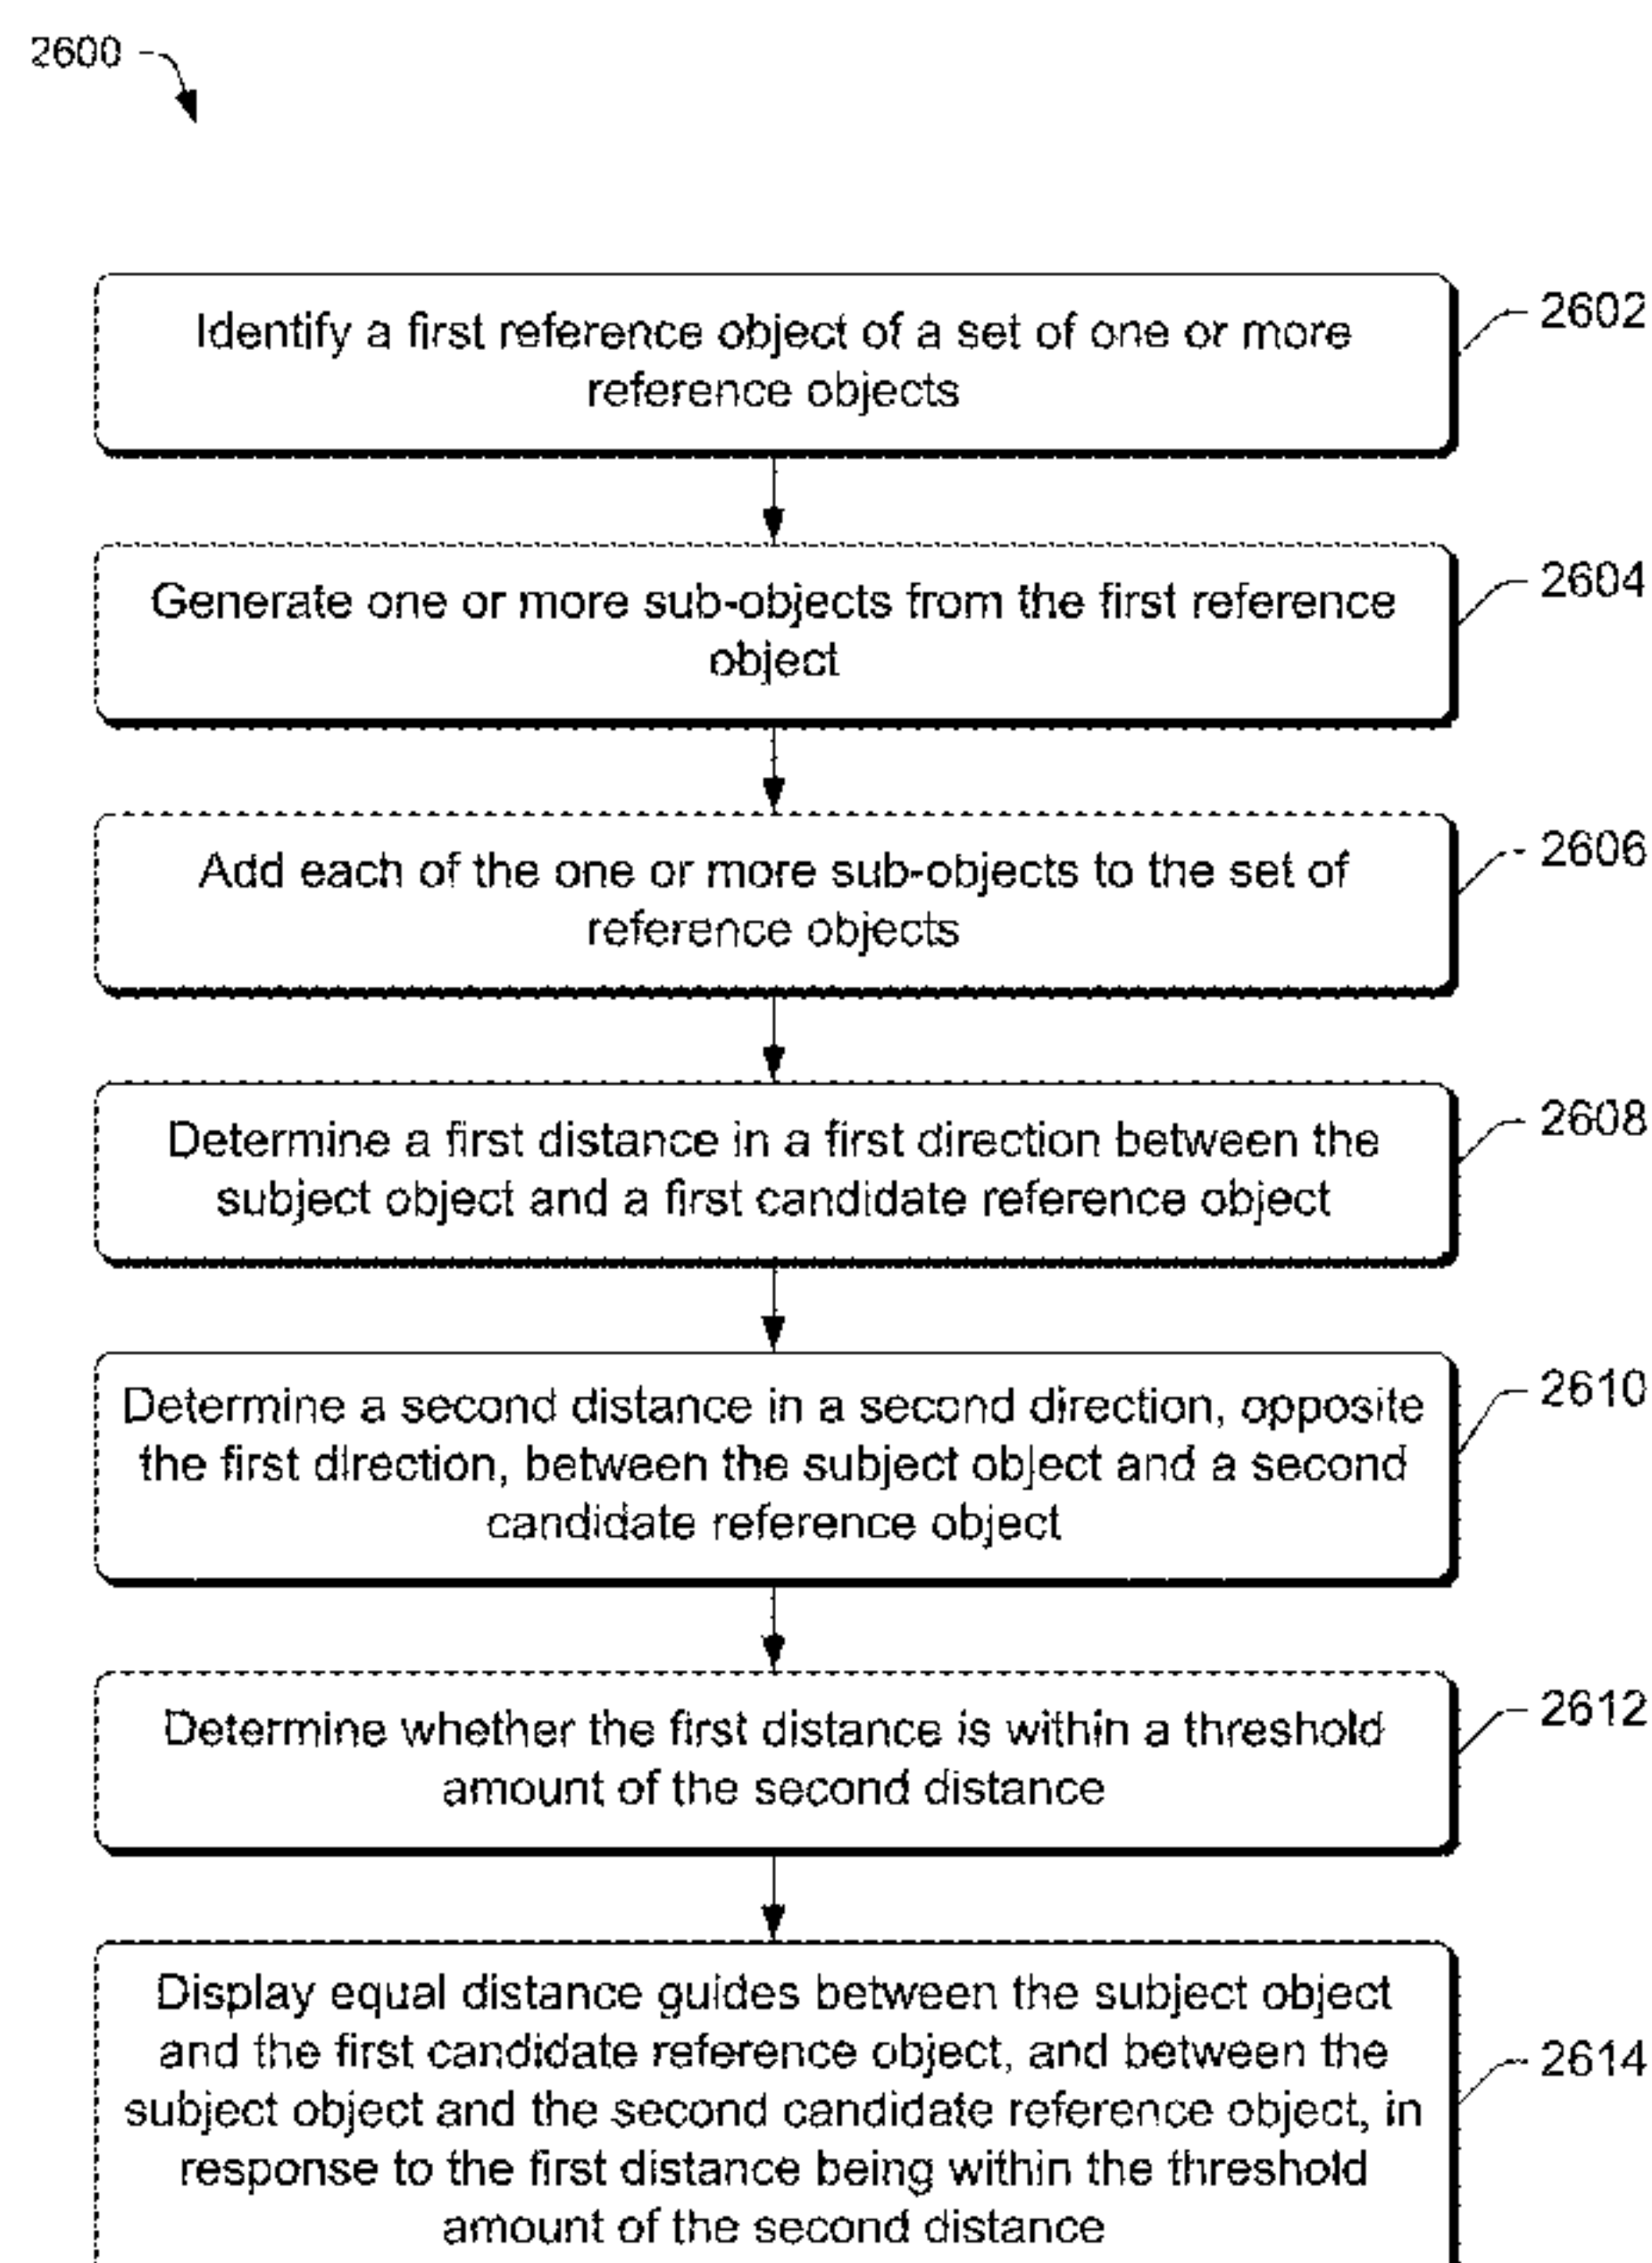 2600
Identify a first reference object of a set of one or more
reference objects
2602
Generate one or more sub-objects from the first reference
object
2604
Add each of the one or more sub-objects to the set of
reference objects
2606
Determine a first distance in a first direction between the
subject object and a first candidate reference object
2608
Determine a second distance in a second direction, opposite
the first direction, between the subject object and a second
candidate reference object
2610
Determine whether the first distance is within a threshold
amount of the second distance
2612
Display equal distance guides between the subject object
and the first candidate reference object, and between the
subject object and the second candidate reference object, in
response to the first distance being within the threshold
amount of the second distance
2614